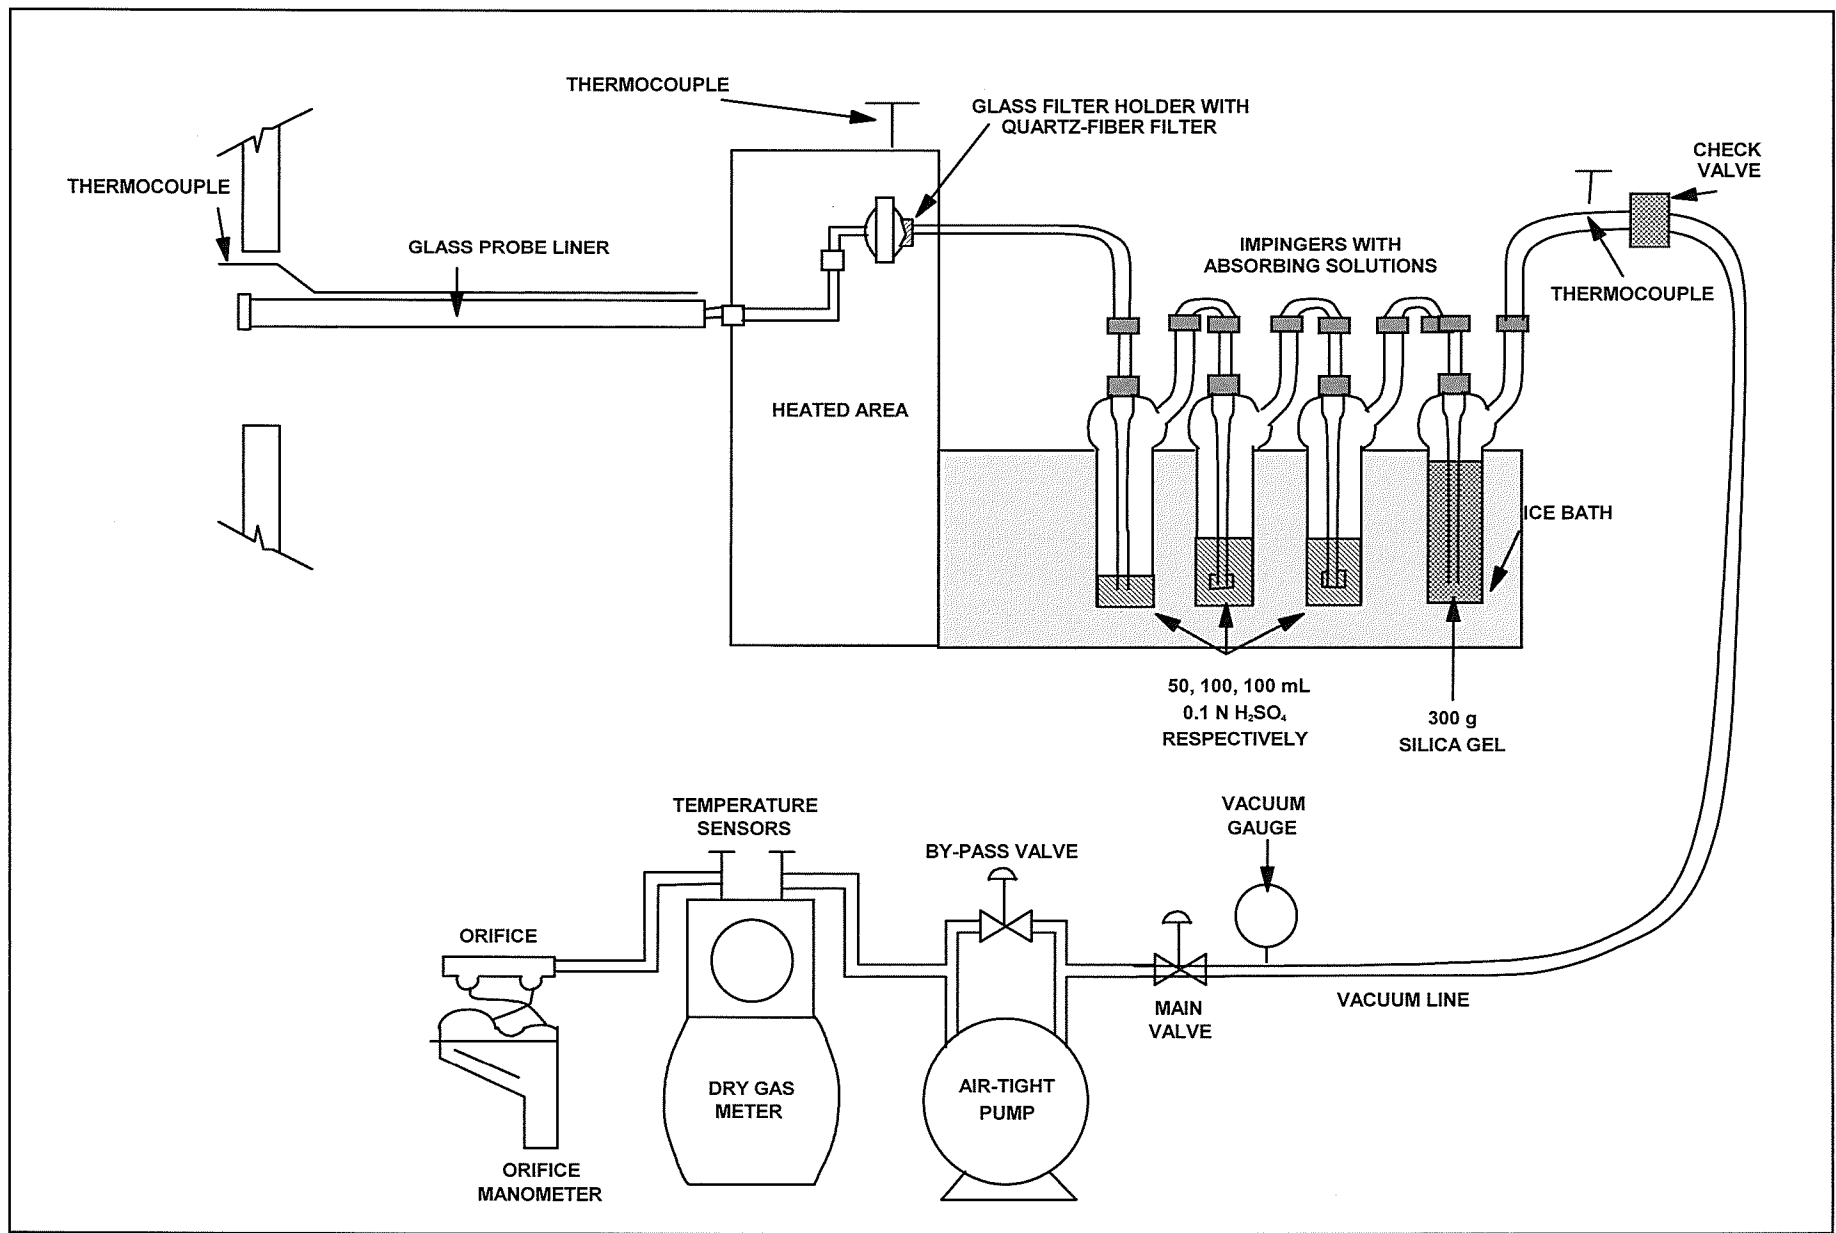 THERMOCOUPLE
GLASS FILTER HOLDER WITH
QUARTZ-FIBER FILTER
CHECK
VALVE
THERMOCOUPLE
GLASS PROBE LINER
IMPINGERS WITH
ABSORBING SOLUTIONS
THERMOCOUPLE
HEATED AREA
ICE BATH
50, 100, 100 mL
0.1 N H₂SO₄
RESPECTIVELY
300 g
SILICA GEL
TEMPERATURE
SENSORS
VACUUM
GAUGE
BY-PASS VALVE
ORIFICE
MAIN
VALVE
VACUUM LINE
DRY GAS
METER
AIR-TIGHT
PUMP
ORIFICE
MANOMETER